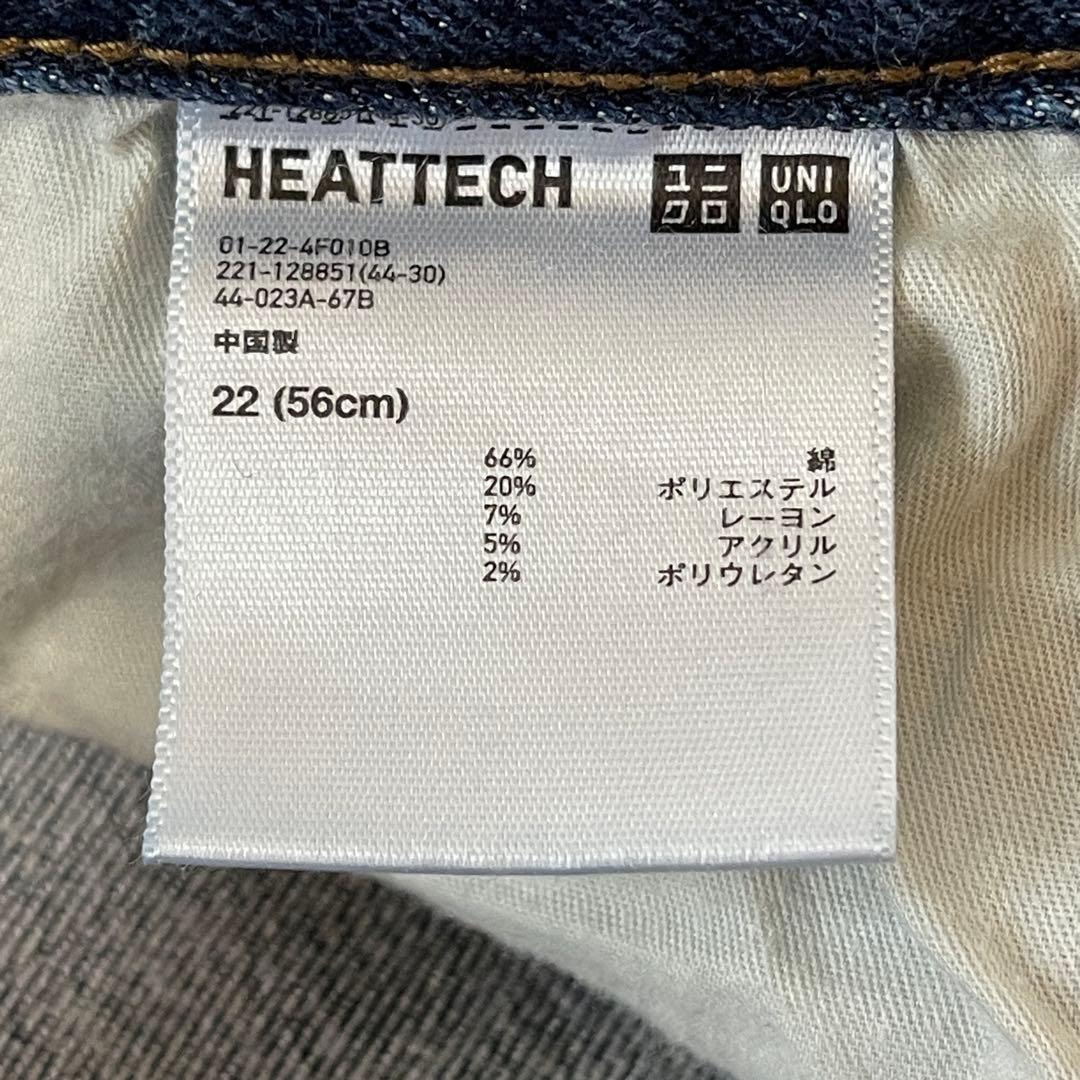 HEATTECH
ユニ
クロ
UNI
QLO
01-22-4F010B
221-128851(44-30)
44-023A-67B
中国製
22 (56cm)
66% 綿
20% ポリエステル
7% レーヨン
5% アクリル
2% ポリウレタン